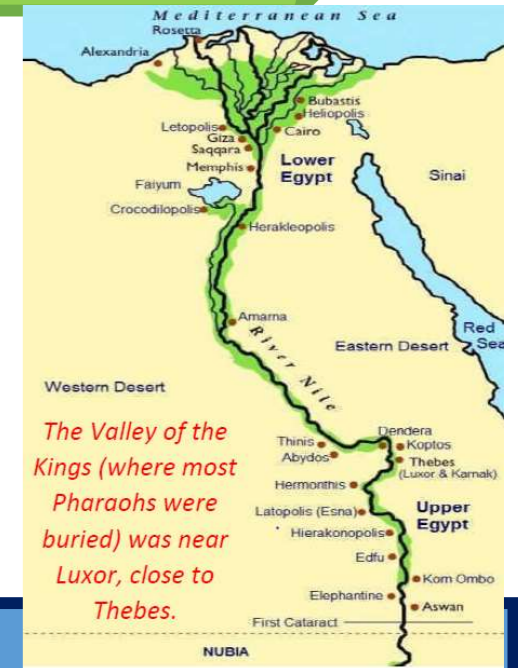 Mediterranean Sea
Rosetta
Alexandria
Bubastis
Heliopolis
Letopolis
Cairo
Giza
Saqqara
Lower
Egypt
Memphis
Sinai
Faiyum
Crocodilopolis
Herakleopolis
Amarna
River Nile
Red
Sea
Eastern Desert
Western Desert
The Valley of the
Kings (where most
Pharaohs were
buried) was near
Luxor, close to
Thebes.
Dendera
Thinis
Koptos
Abydos
Thebes
(Luxor & Karnak)
Hermonthis
Latopolis (Esna)
Upper
Egypt
Hierakonopolis
Edfu
Kom Ombo
Elephantine
Aswan
First Cataract
NUBIA